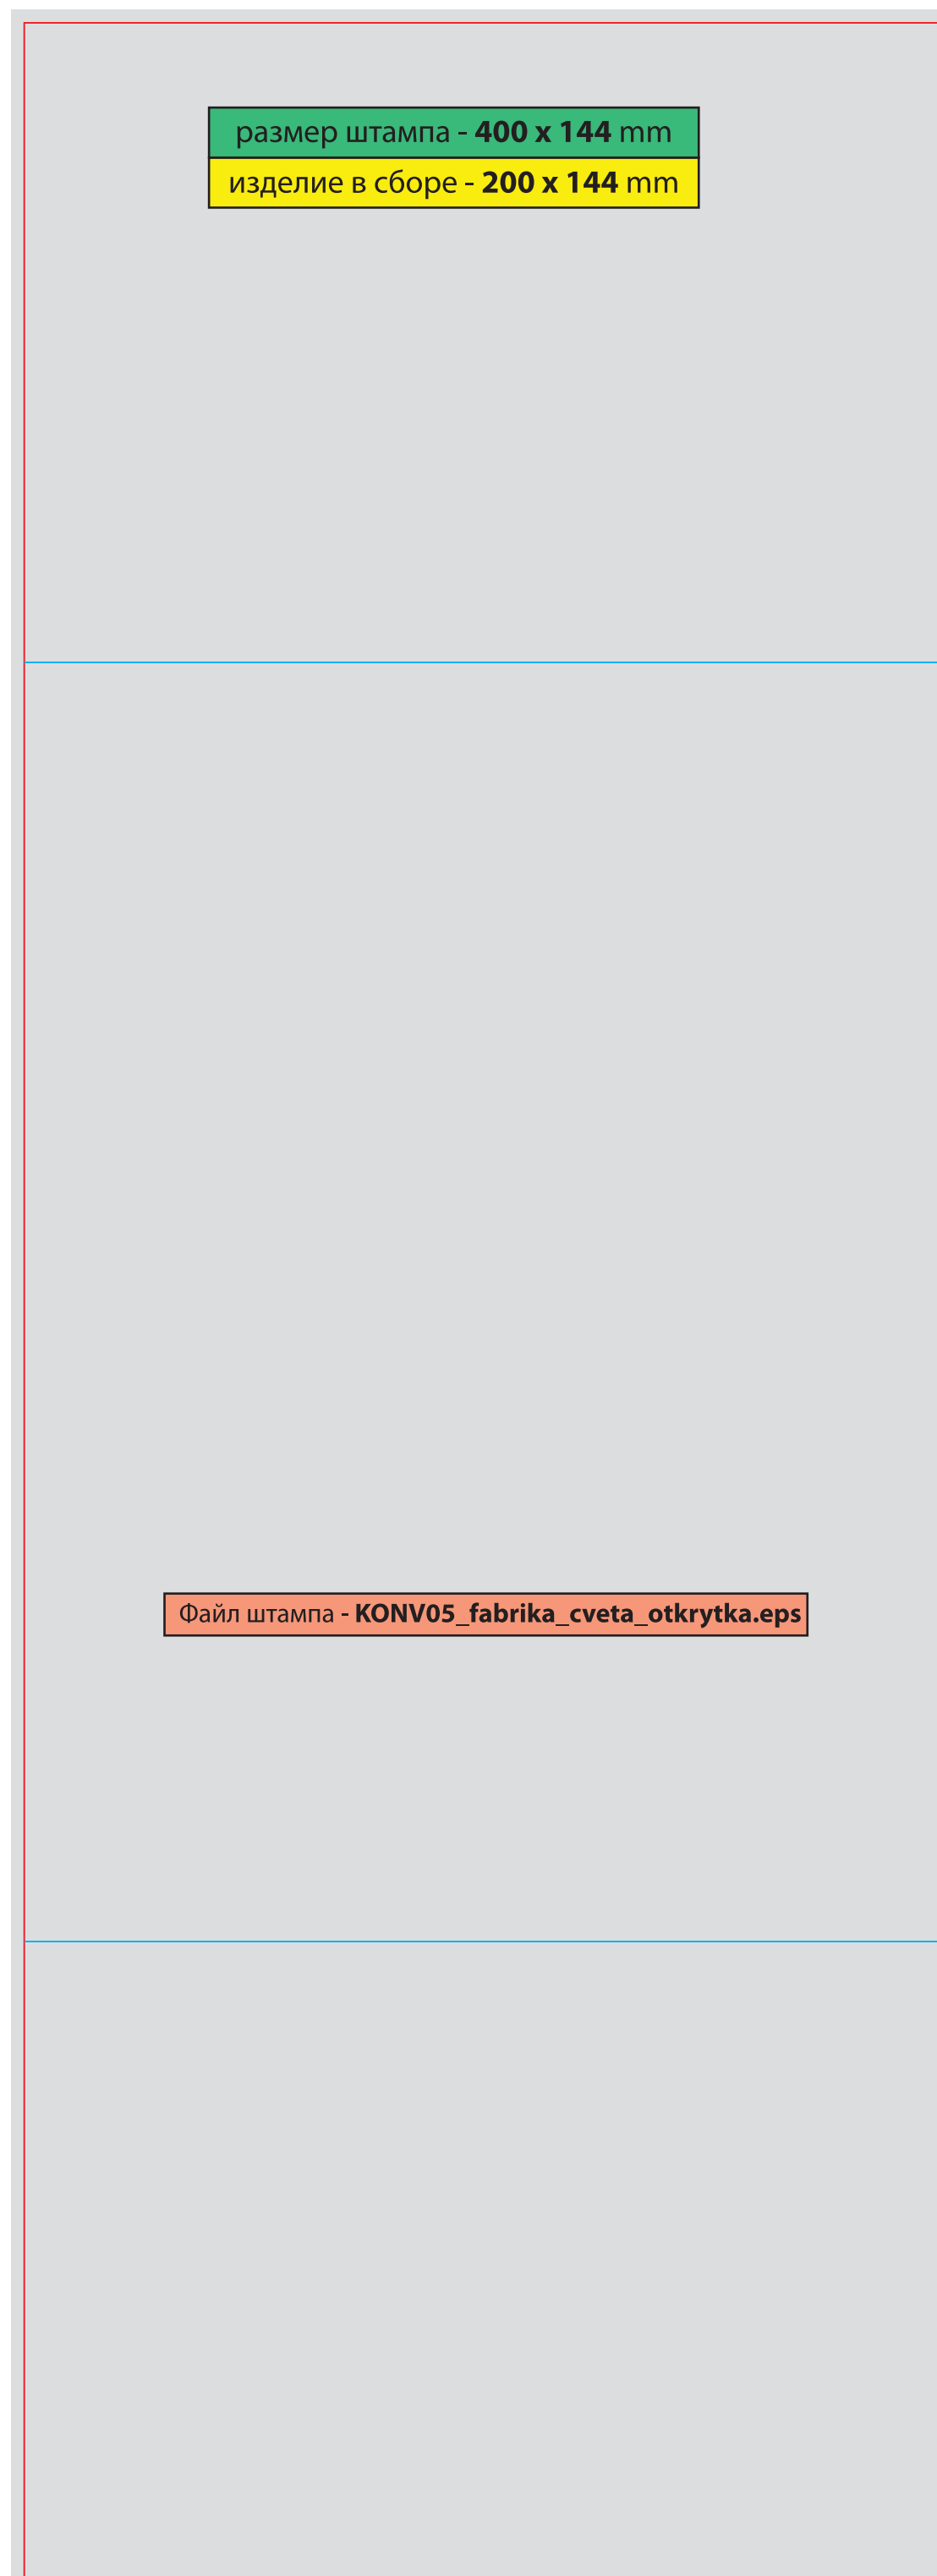 размер штампа - 400 x 144 mm
изделие в сборе - 200 x 144 mm
Файл штампа - KONV05_fabrika_cveta_otkrytka.eps